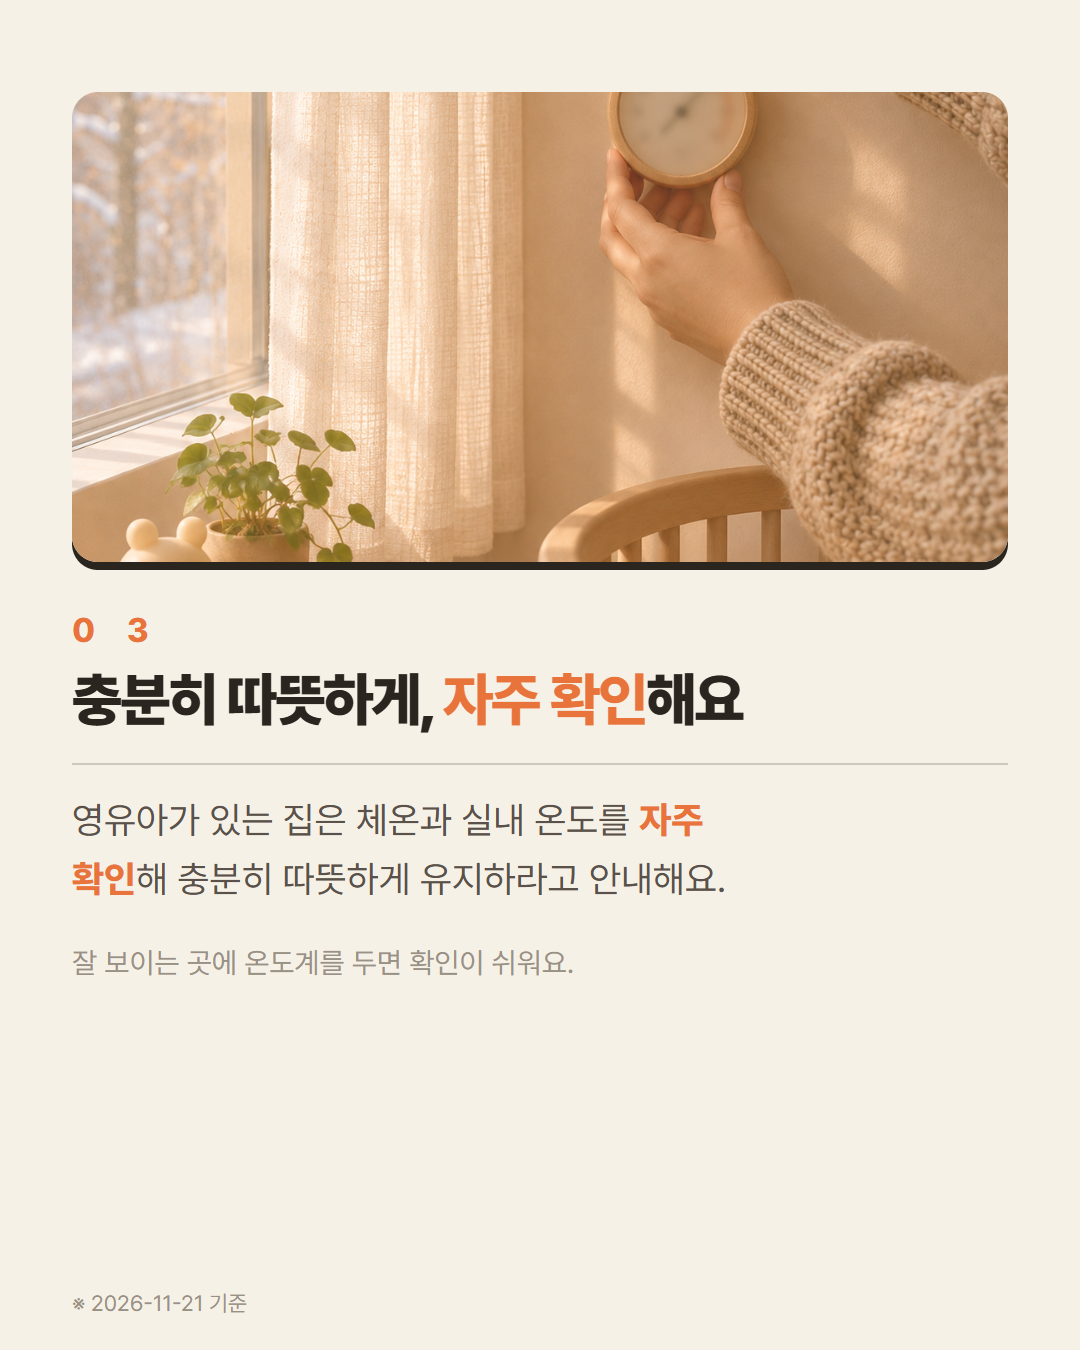 0 3
충분히 따뜻하게, 자주 확인해요
영유아가 있는 집은 체온과 실내 온도를 자주
확인해 충분히 따뜻하게 유지하라고 안내해요.
잘 보이는 곳에 온도계를 두면 확인이 쉬워요.
※ 2026-11-21 기준